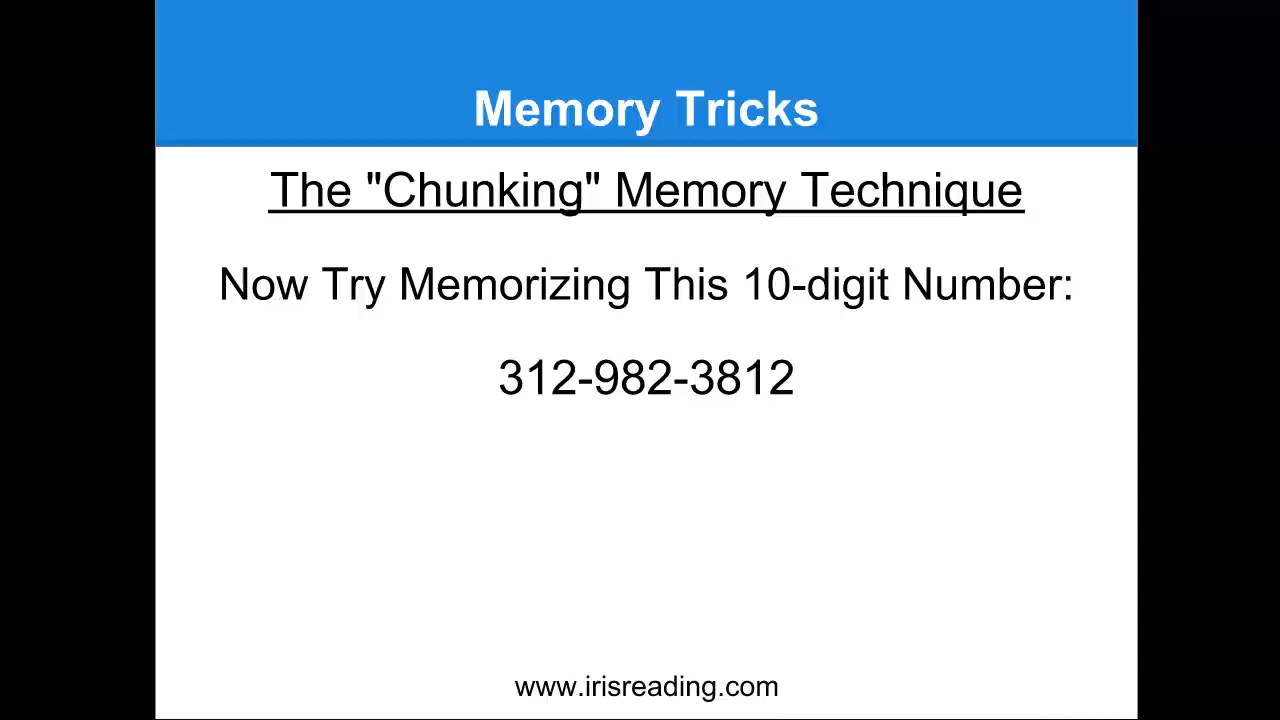 Memory Tricks
The "Chunking" Memory Technique
Now Try Memorizing This 10-digit Number:
312-982-3812
www.irisreading.com